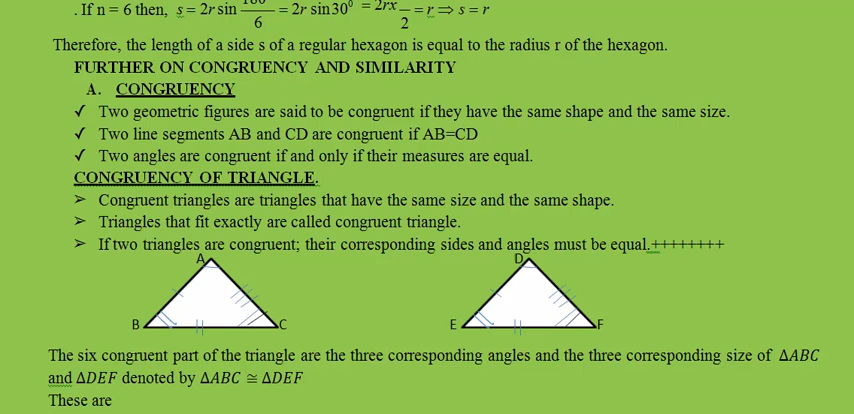 . If n = 6 then, s = 2r sin 180/6 = 2r sin 30⁰ = 2rx –/2 = r ⟹ s = r
Therefore, the length of a side s of a regular hexagon is equal to the radius r of the hexagon.
FURTHER ON CONGRUENCY AND SIMILARITY
A. CONGRUENCY
✓ Two geometric figures are said to be congruent if they have the same shape and the same size.
✓ Two line segments AB and CD are congruent if AB=CD
✓ Two angles are congruent if and only if their measures are equal.
CONGRUENCY OF TRIANGLE.
➢ Congruent triangles are triangles that have the same size and the same shape.
➢ Triangles that fit exactly are called congruent triangle.
➢ If two triangles are congruent; their corresponding sides and angles must be equal.++++++++
A D
B C E F
The six congruent part of the triangle are the three corresponding angles and the three corresponding size of ΔABC
and ΔDEF denoted by ΔABC ≅ ΔDEF
These are